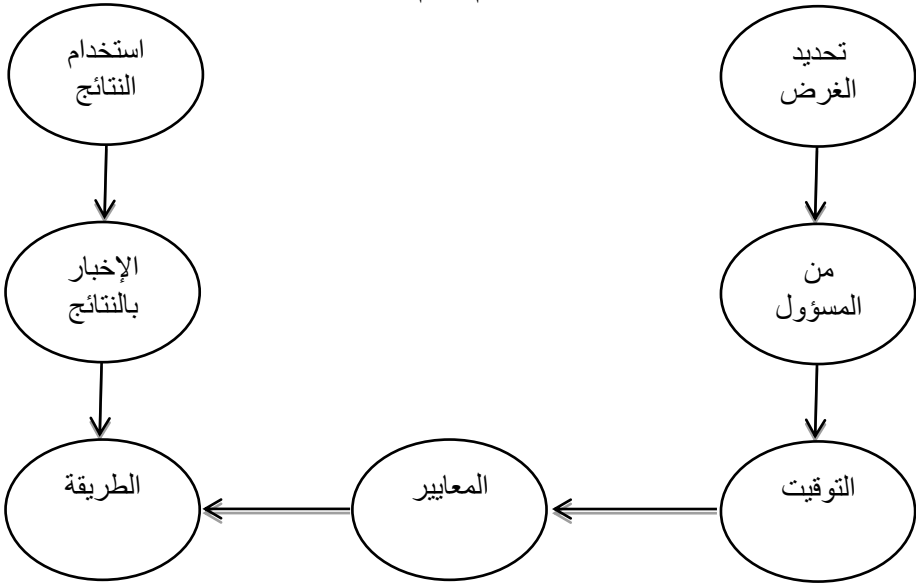 تحديد
الغرض
من
المسؤول
التوقيت
المعايير
الطريقة
استخدام
النتائج
الإخبار
بالنتائج